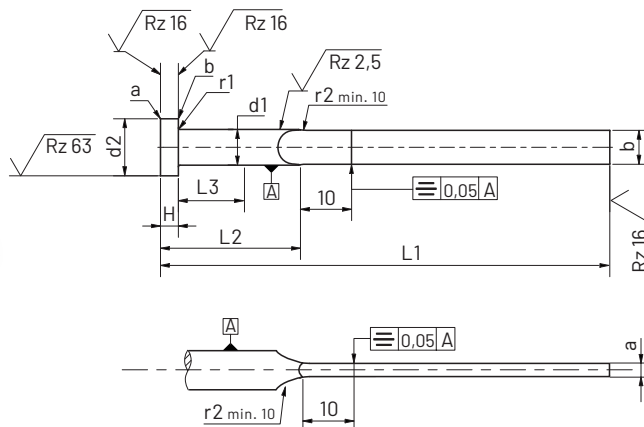 Rz 16
Rz 16
Rz 2,5
b
r1
a
d1
r2 min. 10
Rz 63
d2
b
A
L3
10
0,05 A
H
L2
L1
Rz 16
A
0,05 A
a
r2 min. 10
10